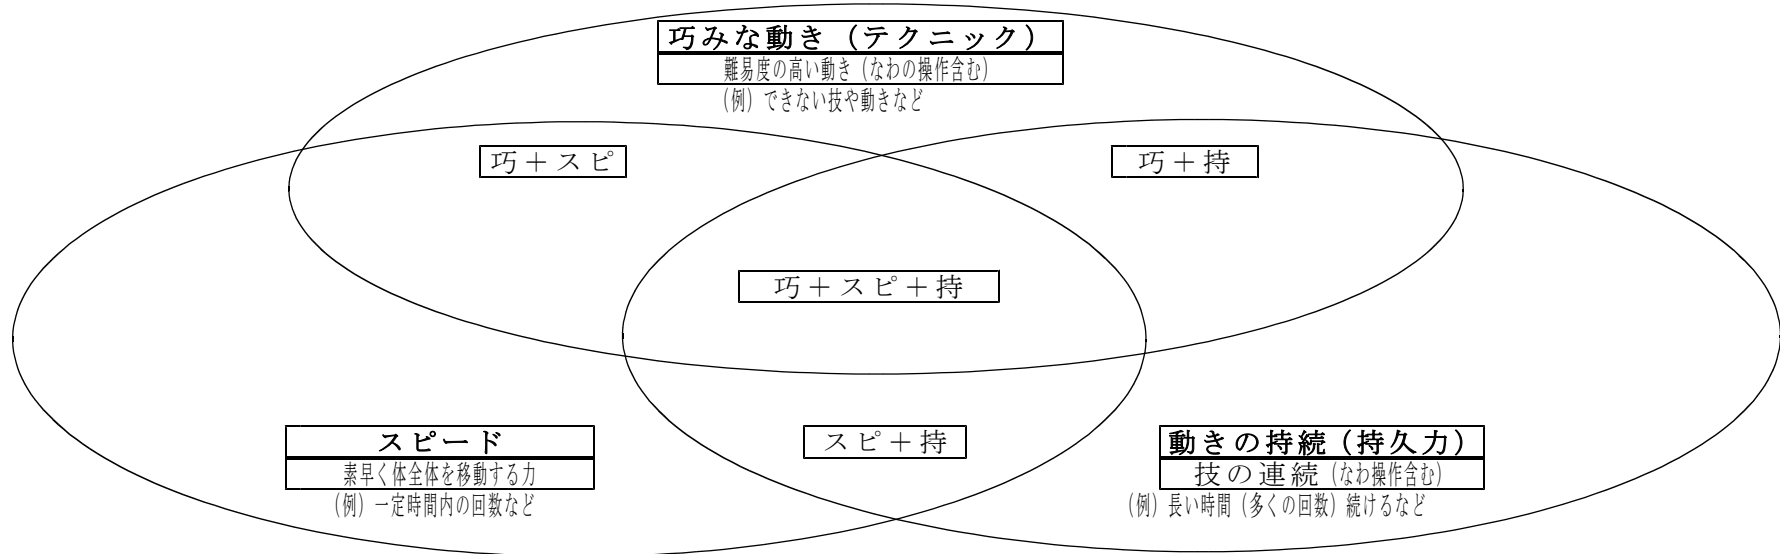 巧みな動き（テクニック）
難易度の高い動き（なわの操作含む）
（例）できない技や動きなど
巧＋スピ
巧＋持
巧＋スピ＋持
スピード
素早く体全体を移動する力
（例）一定時間内の回数など
スピ＋持
動きの持続（持久力）
技の連続（なわ操作含む）
（例）長い時間（多くの回数）続けるなど